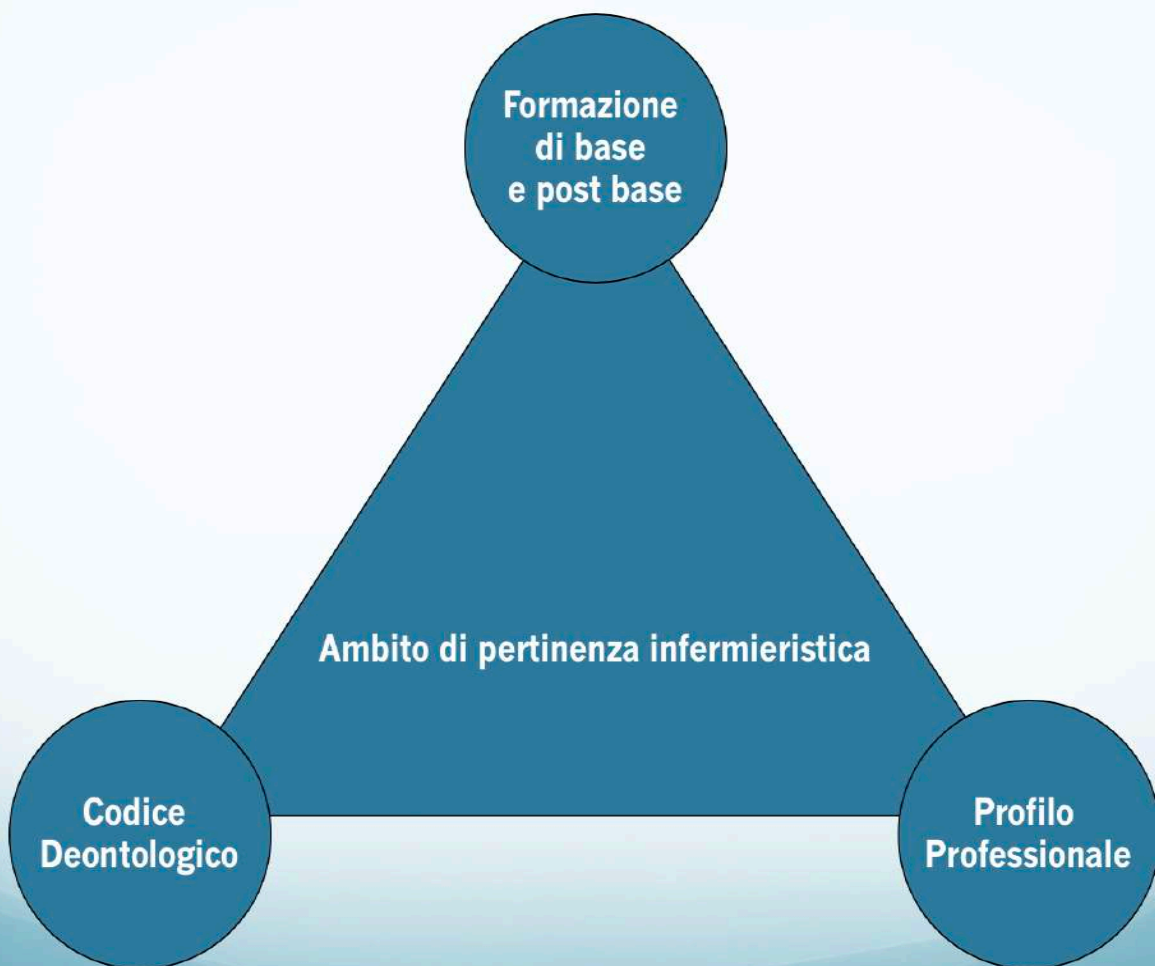 Formazione
di base
e post base
Ambito di pertinenza infermieristica
Codice
Deontologico
Profilo
Professionale